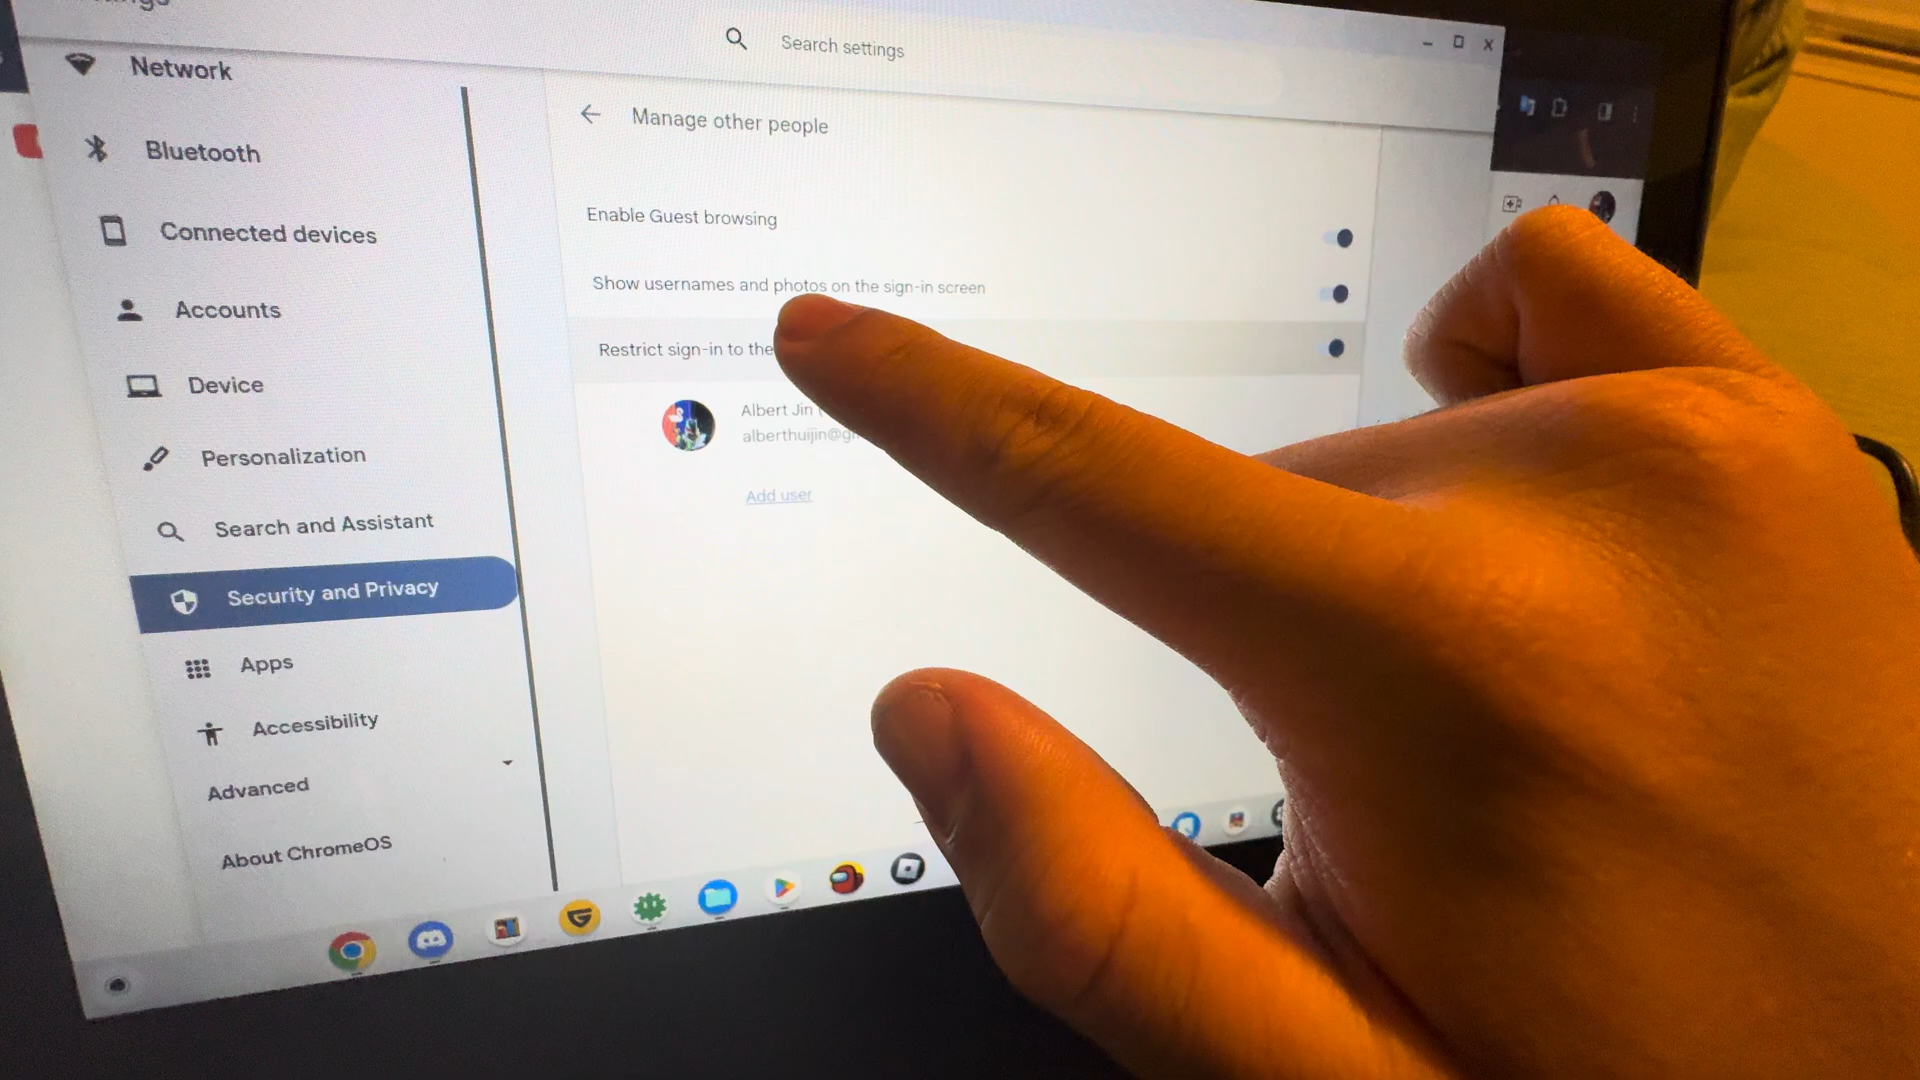 Search settings
Network
Bluetooth
Connected devices
Accounts
Device
Personalization
Search and Assistant
Security and Privacy
Apps
Accessibility
Advanced
About ChromeOS
Manage other people
Enable Guest browsing
Show usernames and photos on the sign-in screen
Restrict sign-in to the
Albert Jin (
alberthuijin@g
Add user